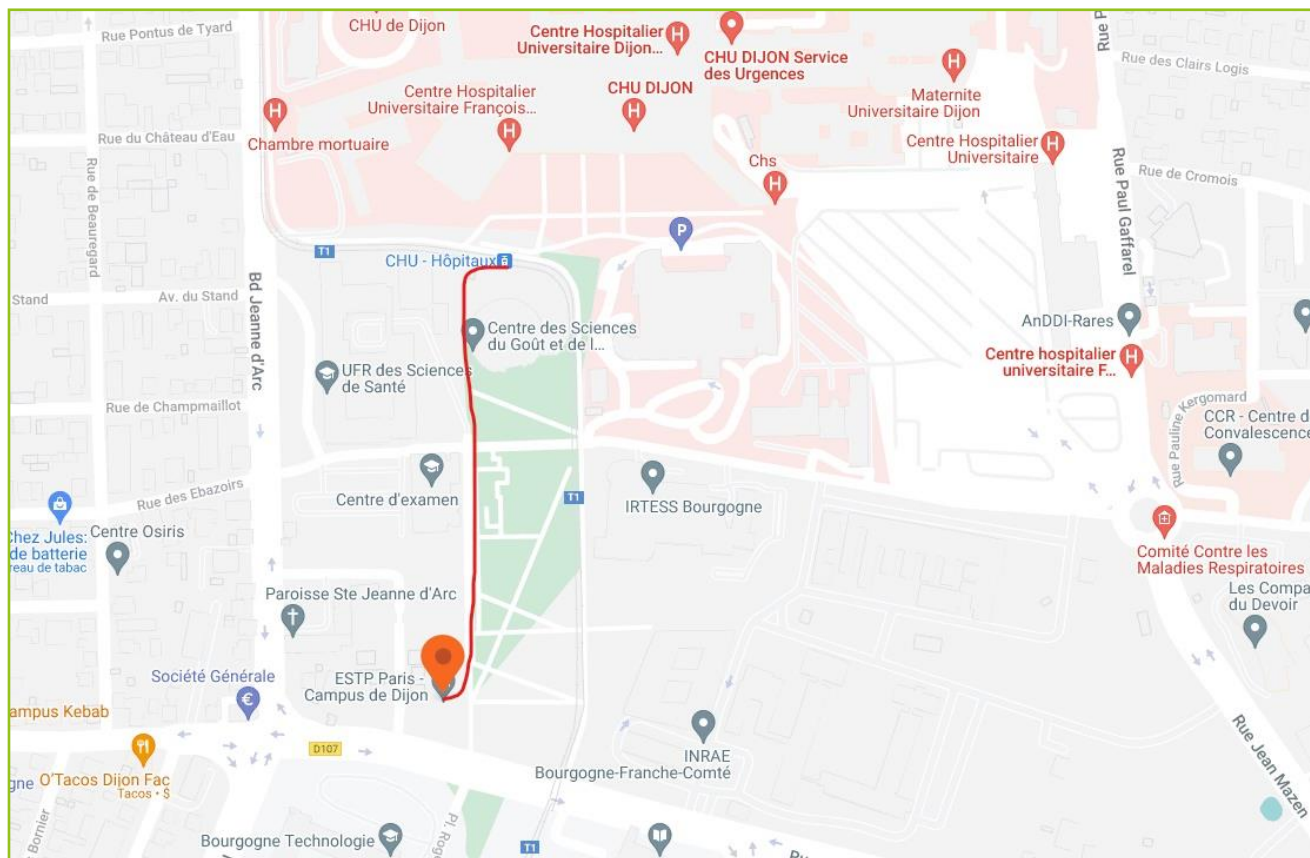 Rue Pontus de Tyard
CHU de Dijon
Centre Hospitalier
Universitaire Dijon...
CHU DIJON Service
des Urgences
Rue des Clairs Logis
Centre Hospitalier
Universitaire François...
CHU DIJON
Maternite
Universitaire Dijon
Rue du Château d'Eau
Chambre mortuaire
Centre Hospitalier
Universitaire
Rue de Beauregard
Chs
Rue Paul Gaffarel
Rue de Cromois
P
T1
CHU - Hôpitaux
Bd Jeanne d'Arc
Stand
Av. du Stand
Centre des Sciences
du Goût et de l...
AnDDI-Rares
UFR des Sciences
de Santé
Centre hospitalier
universitaire F...
Rue de Champmaillot
Rue Pauline Kergomard
CCR - Centre d
Convalescence
Centre d'examen
Rue des Ebazoirs
T1
IRTESS Bourgogne
Chez Jules:
de batterie
reau de tabac
Centre Osiris
Comité Contre les
Maladies Respiratoires
Paroisse Ste Jeanne d'Arc
Les Compa
du Devoir
Société Générale
ESTP Paris -
Campus de Dijon
ampus Kebab
D107
INRAE
Bourgogne-Franche-Comté
gne
O'Tacos Dijon Fac
Tacos • $
Rue Jean Mazen
Bornier
Bourgogne Technologie
Pl. Rog
T1